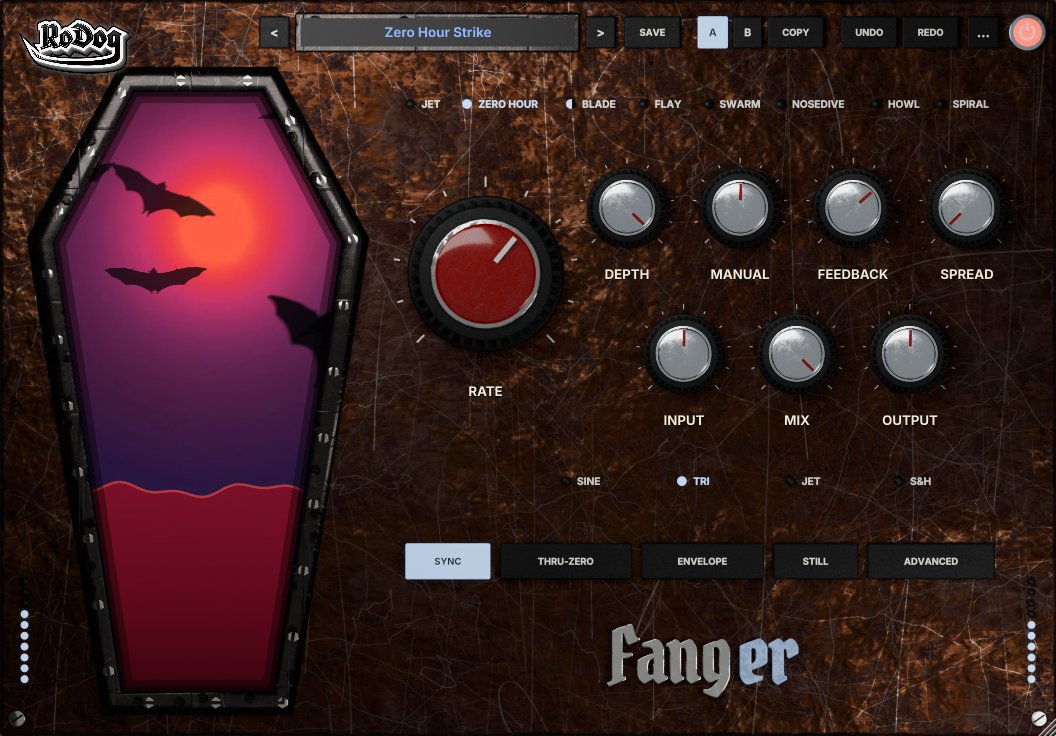 RoDog
< Zero Hour Strike > SAVE A B COPY UNDO REDO ...
JET ZERO HOUR BLADE FLAY SWARM NOSEDIVE HOWL SPIRAL
DEPTH MANUAL FEEDBACK SPREAD
RATE
INPUT MIX OUTPUT
SINE TRI JET S&H
SYNC THRU-ZERO ENVELOPE STILL ADVANCED
Fanger